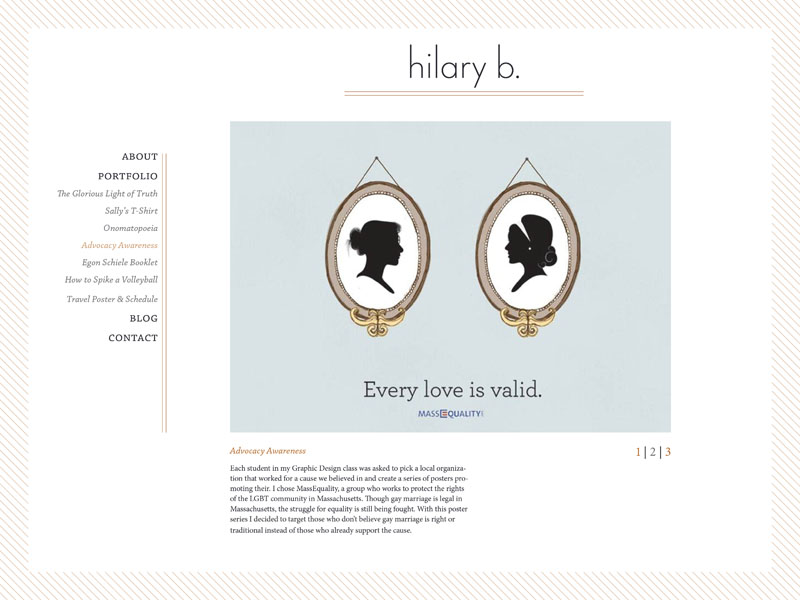 hilary b.
ABOUT
PORTFOLIO
The Glorious Light of Truth
Sally's T-Shirt
Onomatopoeia
Advocacy Awareness
Egon Schiele Booklet
How to Spike a Volleyball
Travel Poster & Schedule
BLOG
CONTACT
Every love is valid.
MASSEQUALITY
Advocacy Awareness
1 | 2 | 3
Each student in my Graphic Design class was asked to pick a local organiza-
tion that worked for a cause we believed in and create a series of posters pro-
moting their. I chose MassEquality, a group who works to protect the rights
of the LGBT community in Massachusetts. Though gay marriage is legal in
Massachusetts, the struggle for equality is still being fought. With this poster
series I decided to target those who don't believe gay marriage is right or
traditional instead of those who already support the cause.